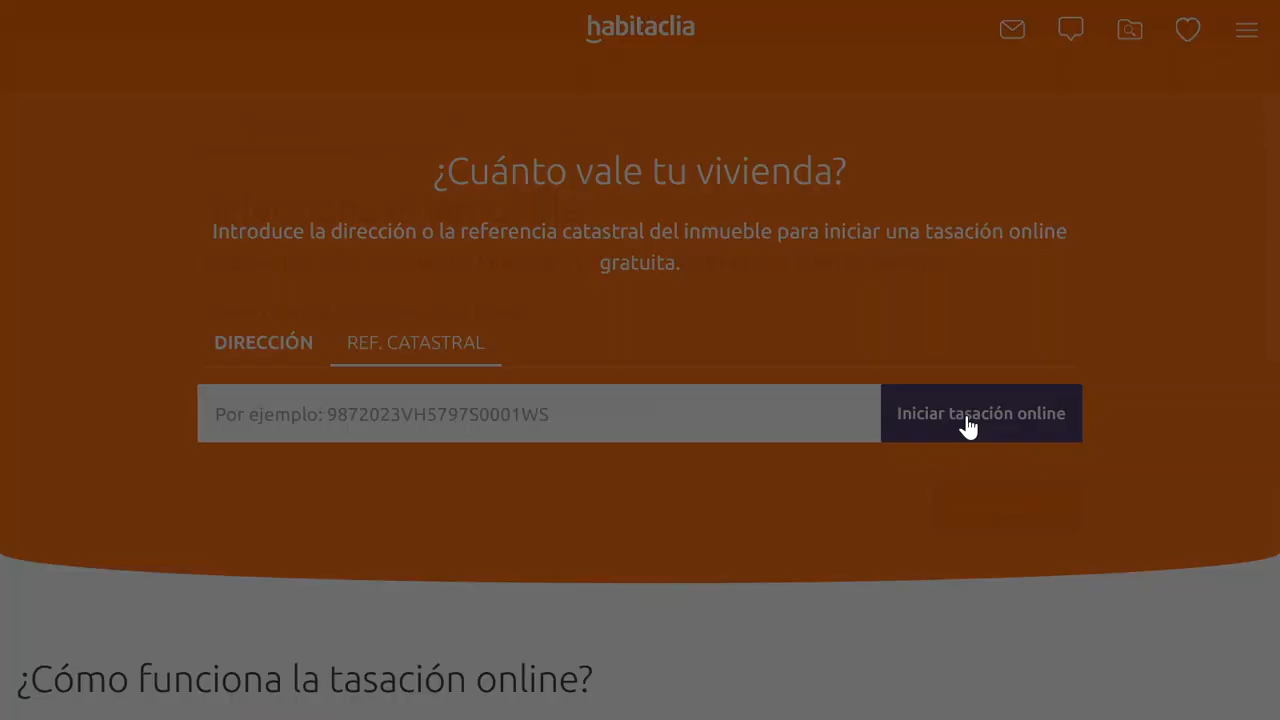 habitaclia
¿Cuánto vale tu vivienda?
Introduce la dirección o la referencia catastral del inmueble para iniciar una tasación online
gratuita.
DIRECCIÓN REF. CATASTRAL
Por ejemplo: 9872023VH5797S0001WS
Iniciar tasación online
¿Cómo funciona la tasación online?